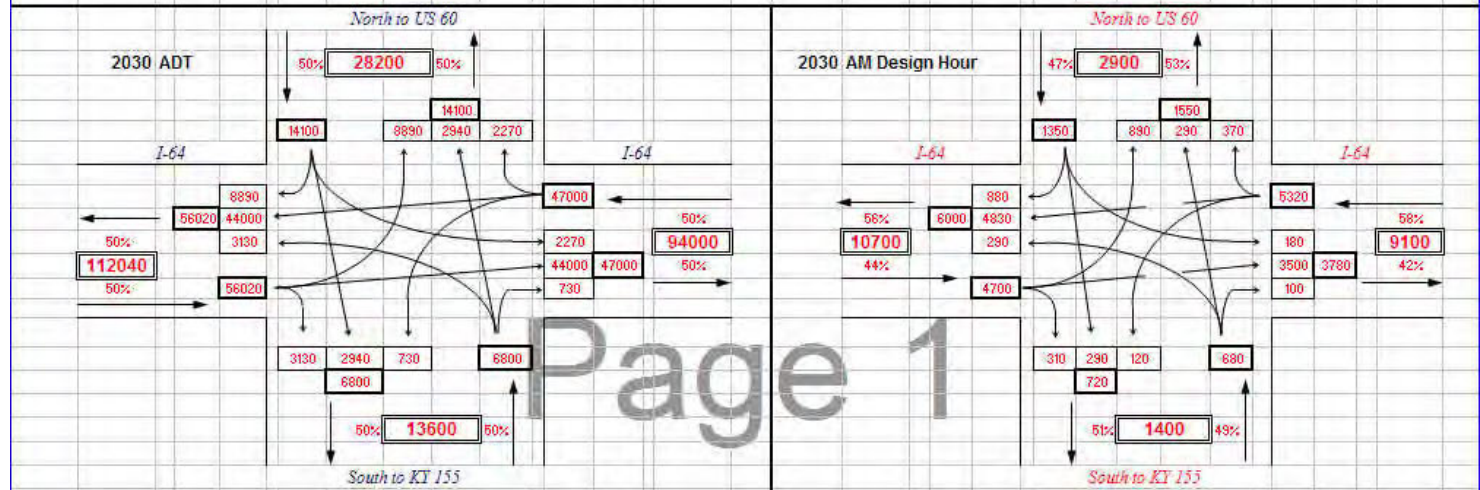 North to US 60
2030 ADT
50% 28200 50%
14100
14100 8890 2940 2270
I-64 I-64
8890 47000
56020 44000 50%
50% 3130 2270 94000
112040 44000 47000 50%
50% 56020 730
3130 2940 730 6800
6800
50% 13600 50%
South to KY 155
North to US 60
2030 AM Design Hour
47% 2900 53%
1550
1350 890 290 370
I-64 I-64
880 5320
56% 6000 4830 58%
10700 290 180 9100
44% 3500 3780 42%
4700 100
310 290 120 680
720
51% 1400 49%
South to KY 155
Page 1